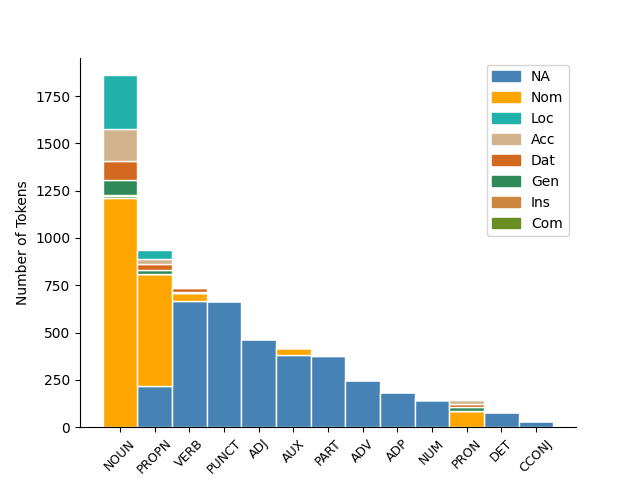 Number of Tokens
1750
1500
1250
1000
750
500
250
0
NA
Nom
Loc
Acc
Dat
Gen
Ins
Com
NOUN
PROPN
VERB
PUNCT
ADJ
AUX
PART
ADV
ADP
NUM
PRON
DET
CCONJ